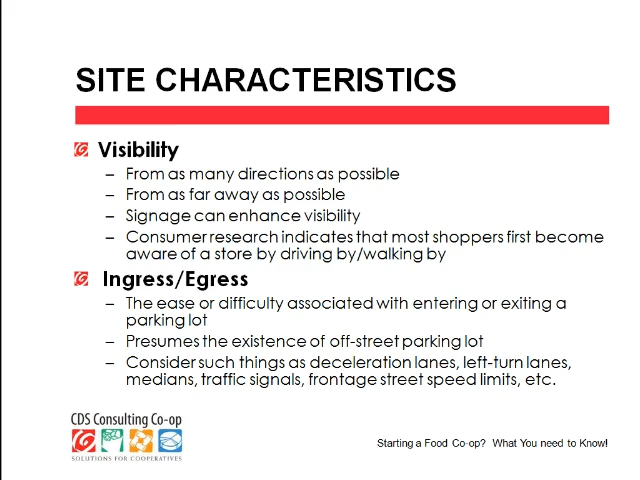 SITE CHARACTERISTICS
Visibility
– From as many directions as possible
– From as far away as possible
– Signage can enhance visibility
– Consumer research indicates that most shoppers first become
aware of a store by driving by/walking by
Ingress/Egress
– The ease or difficulty associated with entering or exiting a
parking lot
– Presumes the existence of off-street parking lot
– Consider such things as deceleration lanes, left-turn lanes,
medians, traffic signals, frontage street speed limits, etc.
CDS Consulting Co-op
SOLUTIONS FOR COOPERATIVES
Starting a Food Co-op? What You need to Know!